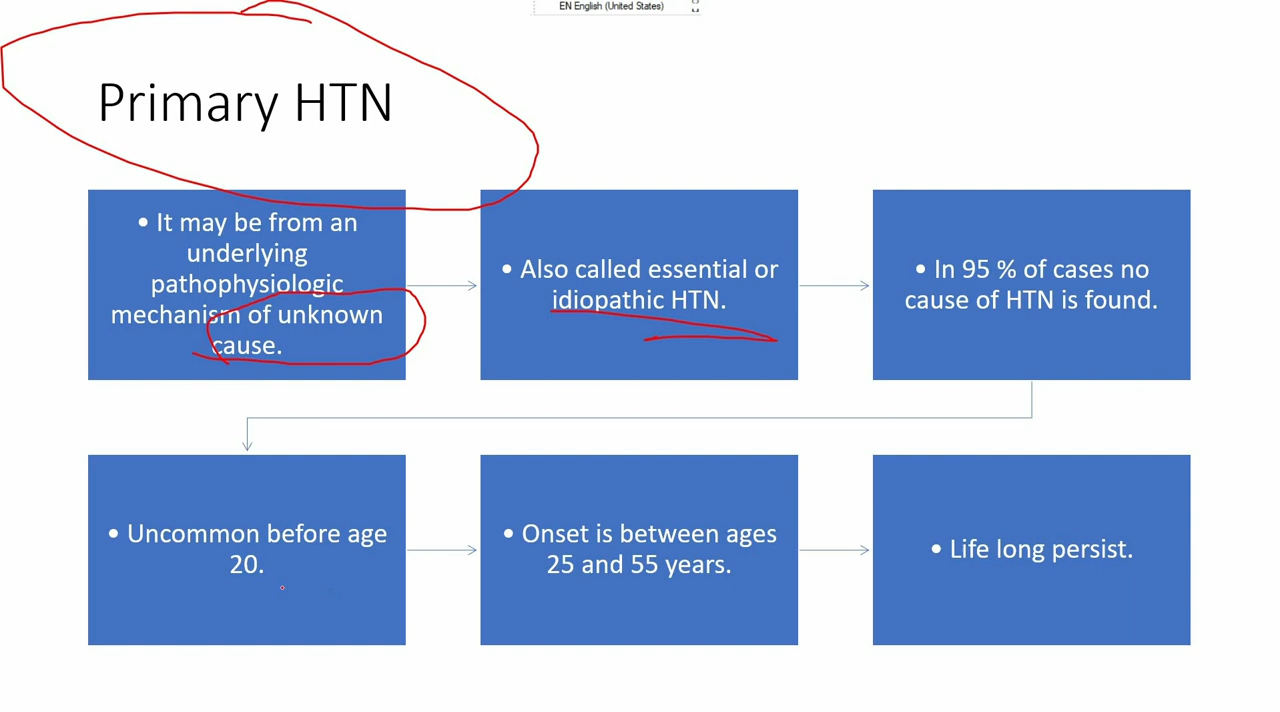 EN English (United States)
Primary HTN
• It may be from an
underlying
pathophysiologic
mechanism of unknown
cause.
• Also called essential or
idiopathic HTN.
• In 95 % of cases no
cause of HTN is found.
• Uncommon before age
20.
• Onset is between ages
25 and 55 years.
• Life long persist.